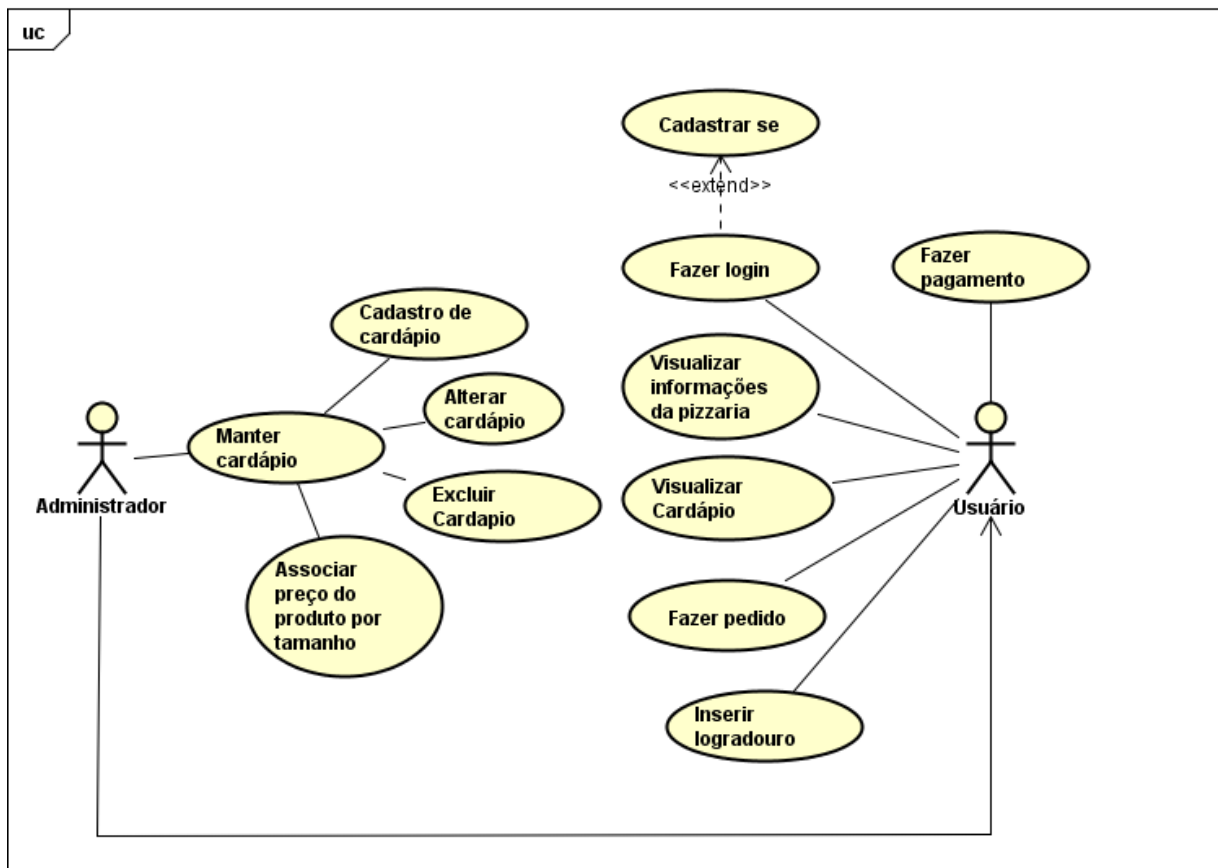 uc
Cadastrar se
<<extend>>
Fazer login
Fazer
pagamento
Cadastro de
cardápio
Visualizar
informações
da pizzaria
Alterar
cardápio
Manter
cardápio
Administrador
Excluir
Cardapio
Visualizar
Cardápio
Usuário
Associar
preço do
produto por
tamanho
Fazer pedido
Inserir
logradouro